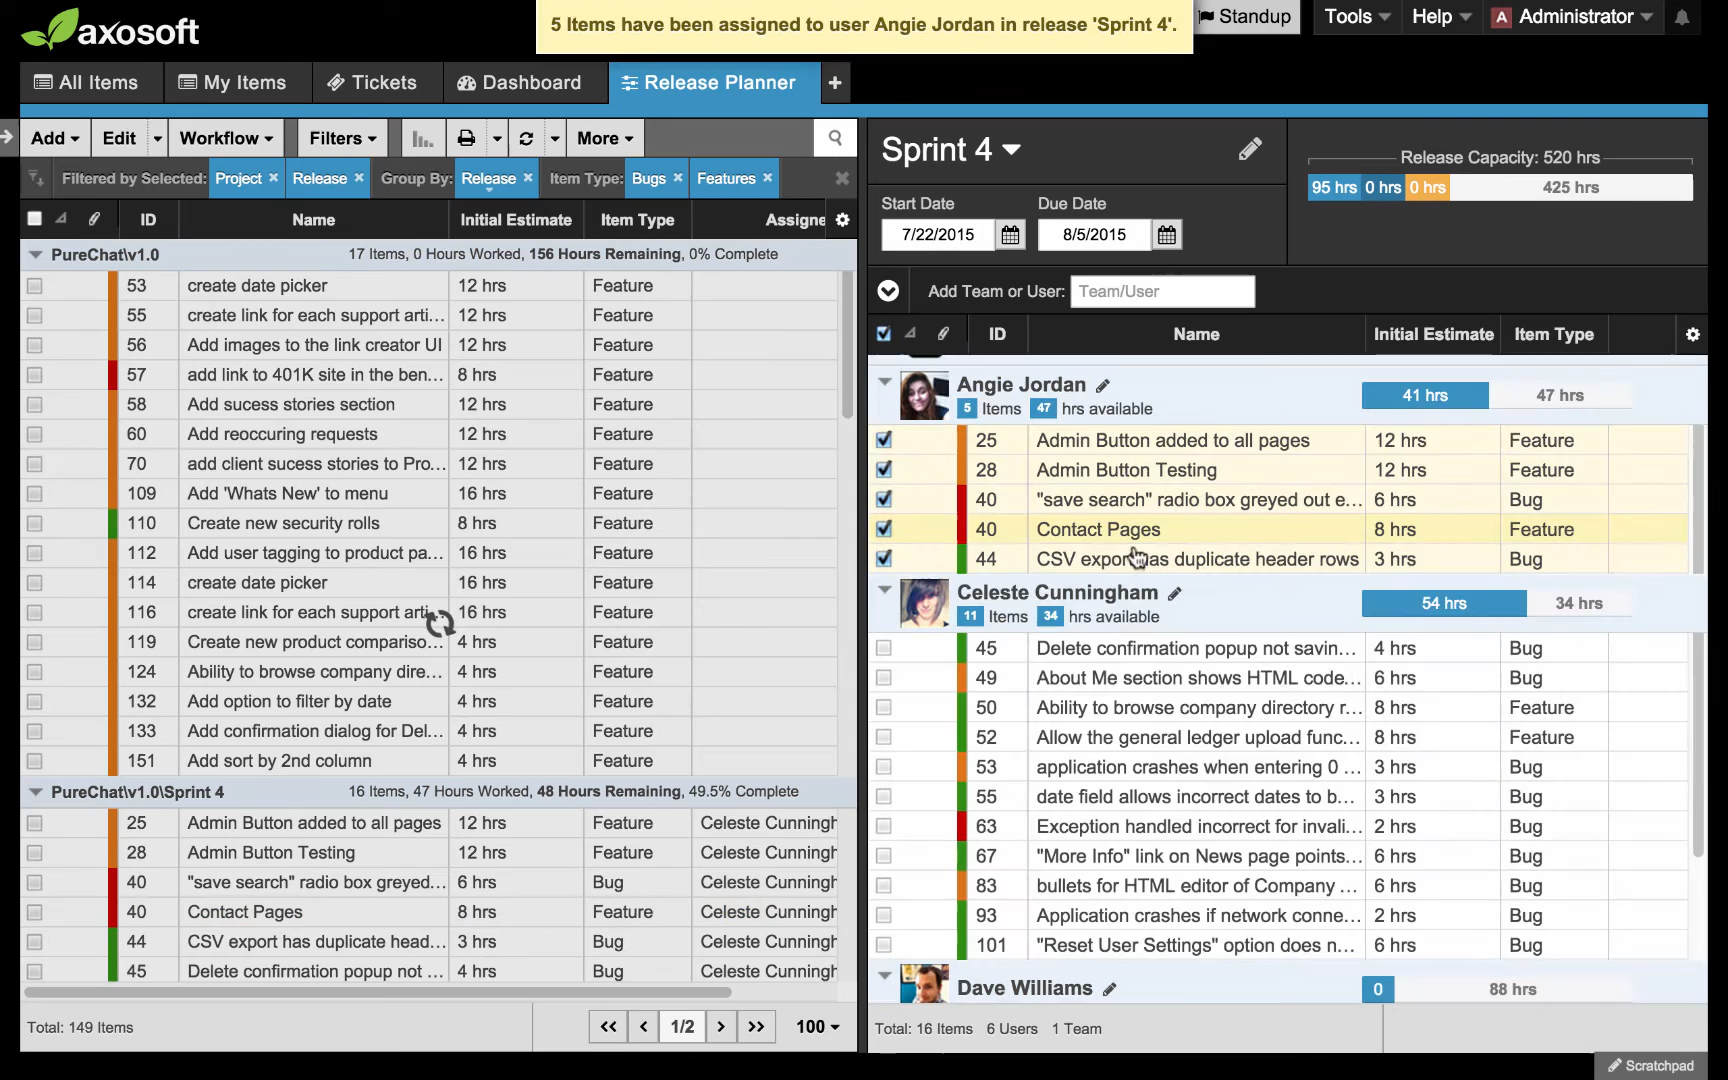 axosoft
5 Items have been assigned to user Angie Jordan in release 'Sprint 4'.
Standup
Tools
Help
A Administrator
All Items
My Items
Tickets
Dashboard
Release Planner
+
Add
Edit
Workflow
Filters
More
Filtered by Selected: Project × Release × Group By: Release × Item Type: Bugs × Features ×
ID Name Initial Estimate Item Type Assigne
PureChat\v1.0 17 Items, 0 Hours Worked, 156 Hours Remaining, 0% Complete
53 create date picker 12 hrs Feature
55 create link for each support arti... 12 hrs Feature
56 Add images to the link creator UI 12 hrs Feature
57 add link to 401K site in the ben... 8 hrs Feature
58 Add sucess stories section 12 hrs Feature
60 Add reoccuring requests 12 hrs Feature
70 add client sucess stories to Pro... 12 hrs Feature
109 Add 'Whats New' to menu 16 hrs Feature
110 Create new security rolls 8 hrs Feature
112 Add user tagging to product pa... 16 hrs Feature
114 create date picker 16 hrs Feature
116 create link for each support arti... 16 hrs Feature
119 Create new product compariso... 4 hrs Feature
124 Ability to browse company dire... 4 hrs Feature
132 Add option to filter by date 4 hrs Feature
133 Add confirmation dialog for Del... 4 hrs Feature
151 Add sort by 2nd column 4 hrs Feature
PureChat\v1.0\Sprint 4 16 Items, 47 Hours Worked, 48 Hours Remaining, 49.5% Complete
25 Admin Button added to all pages 12 hrs Feature Celeste Cunningh
28 Admin Button Testing 12 hrs Feature Celeste Cunningh
40 "save search" radio box greyed... 6 hrs Bug Celeste Cunningh
40 Contact Pages 8 hrs Feature Celeste Cunningh
44 CSV export has duplicate head... 3 hrs Bug Celeste Cunningh
45 Delete confirmation popup not ... 4 hrs Bug Celeste Cunningh
Total: 149 Items
<< < 1/2 > >> 100
Sprint 4
Release Capacity: 520 hrs
95 hrs 0 hrs 0 hrs 425 hrs
Start Date Due Date
7/22/2015 8/5/2015
Add Team or User: Team/User
ID Name Initial Estimate Item Type
Angie Jordan
5 Items 47 hrs available
41 hrs 47 hrs
25 Admin Button added to all pages 12 hrs Feature
28 Admin Button Testing 12 hrs Feature
40 "save search" radio box greyed out e... 6 hrs Bug
40 Contact Pages 8 hrs Feature
44 CSV export has duplicate header rows 3 hrs Bug
Celeste Cunningham
11 Items 34 hrs available
54 hrs 34 hrs
45 Delete confirmation popup not savin... 4 hrs Bug
49 About Me section shows HTML code... 6 hrs Bug
50 Ability to browse company directory r... 8 hrs Feature
52 Allow the general ledger upload func... 8 hrs Feature
53 application crashes when entering 0 ... 3 hrs Bug
55 date field allows incorrect dates to b... 3 hrs Bug
63 Exception handled incorrect for invali... 2 hrs Bug
67 "More Info" link on News page points... 6 hrs Bug
83 bullets for HTML editor of Company ... 6 hrs Bug
93 Application crashes if network conne... 2 hrs Bug
101 "Reset User Settings" option does n... 6 hrs Bug
Dave Williams
0 88 hrs
Total: 16 Items 6 Users 1 Team
Scratchpad